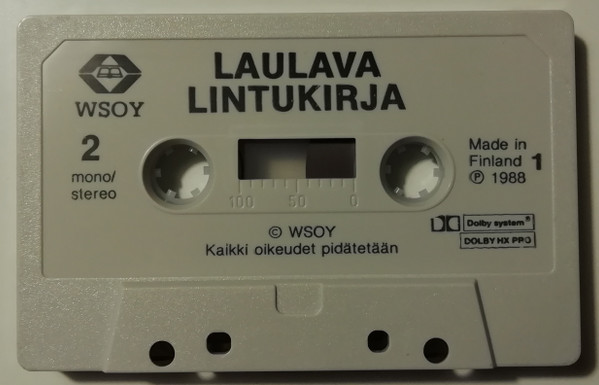 LAULAVA
LINTUKIRJA
WSOY
2
mono/
stereo
Made in
Finland 1
℗ 1988
100 50 0
© WSOY
Kaikki oikeudet pidätetään
Dolby system®
DOLBY HX PRO